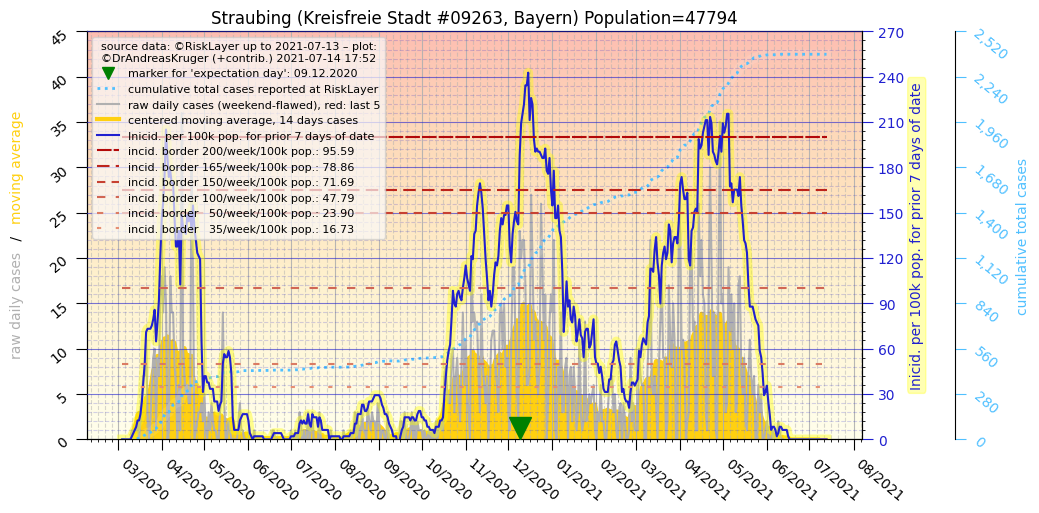 Straubing (Kreisfreie Stadt #09263, Bayern) Population=47794
source data: ©RiskLayer up to 2021-07-13 – plot:
©DrAndreasKruger (+contrib.) 2021-07-14 17:52
marker for 'expectation day': 09.12.2020
cumulative total cases reported at RiskLayer
raw daily cases (weekend-flawed), red: last 5
centered moving average, 14 days cases
Inicid. per 100k pop. for prior 7 days of date
incid. border 200/week/100k pop.: 95.59
incid. border 165/week/100k pop.: 78.86
incid. border 150/week/100k pop.: 71.69
incid. border 100/week/100k pop.: 47.79
incid. border   50/week/100k pop.: 23.90
incid. border   35/week/100k pop.: 16.73
raw daily cases  /  moving average
45
40
35
30
25
20
15
10
5
0
270
240
210
180
150
120
90
60
30
0
Inicid. per 100k pop. for prior 7 days of date
2,520
2,240
1,960
1,680
1,400
1,120
840
560
280
0
cumulative total cases
03/2020
04/2020
05/2020
06/2020
07/2020
08/2020
09/2020
10/2020
11/2020
12/2020
01/2021
02/2021
03/2021
04/2021
05/2021
06/2021
07/2021
08/2021